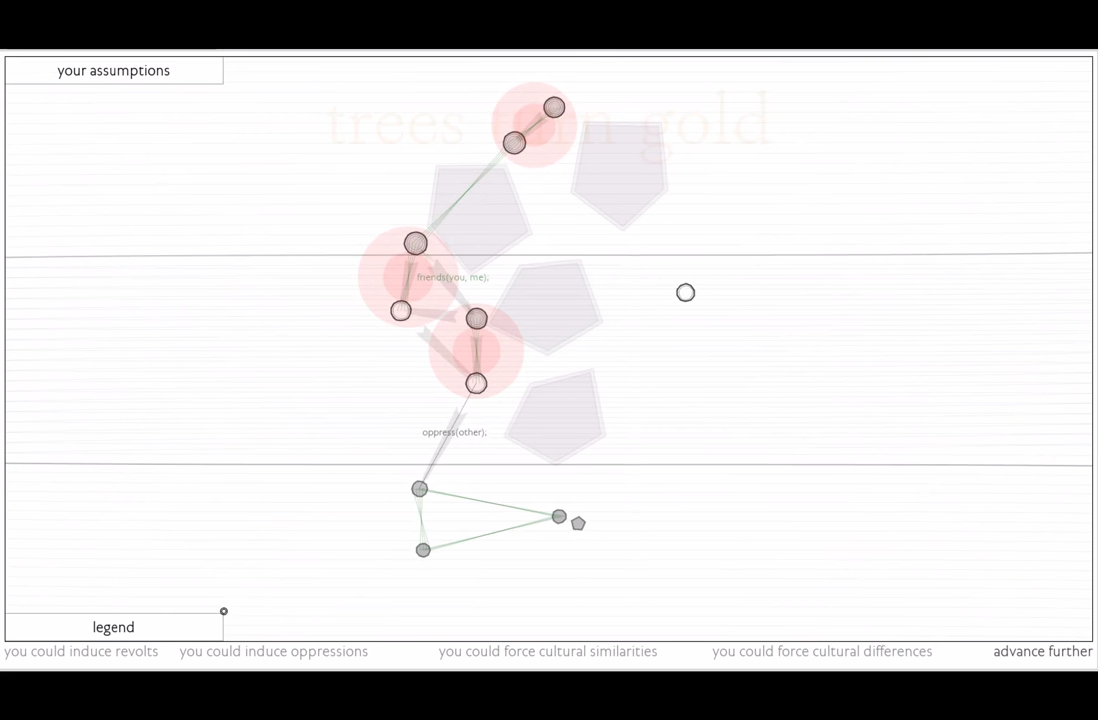 your assumptions
trees turn gold
friends(you, me);
oppress(other);
legend
you could induce revolts
you could induce oppressions
you could force cultural similarities
you could force cultural differences
advance further